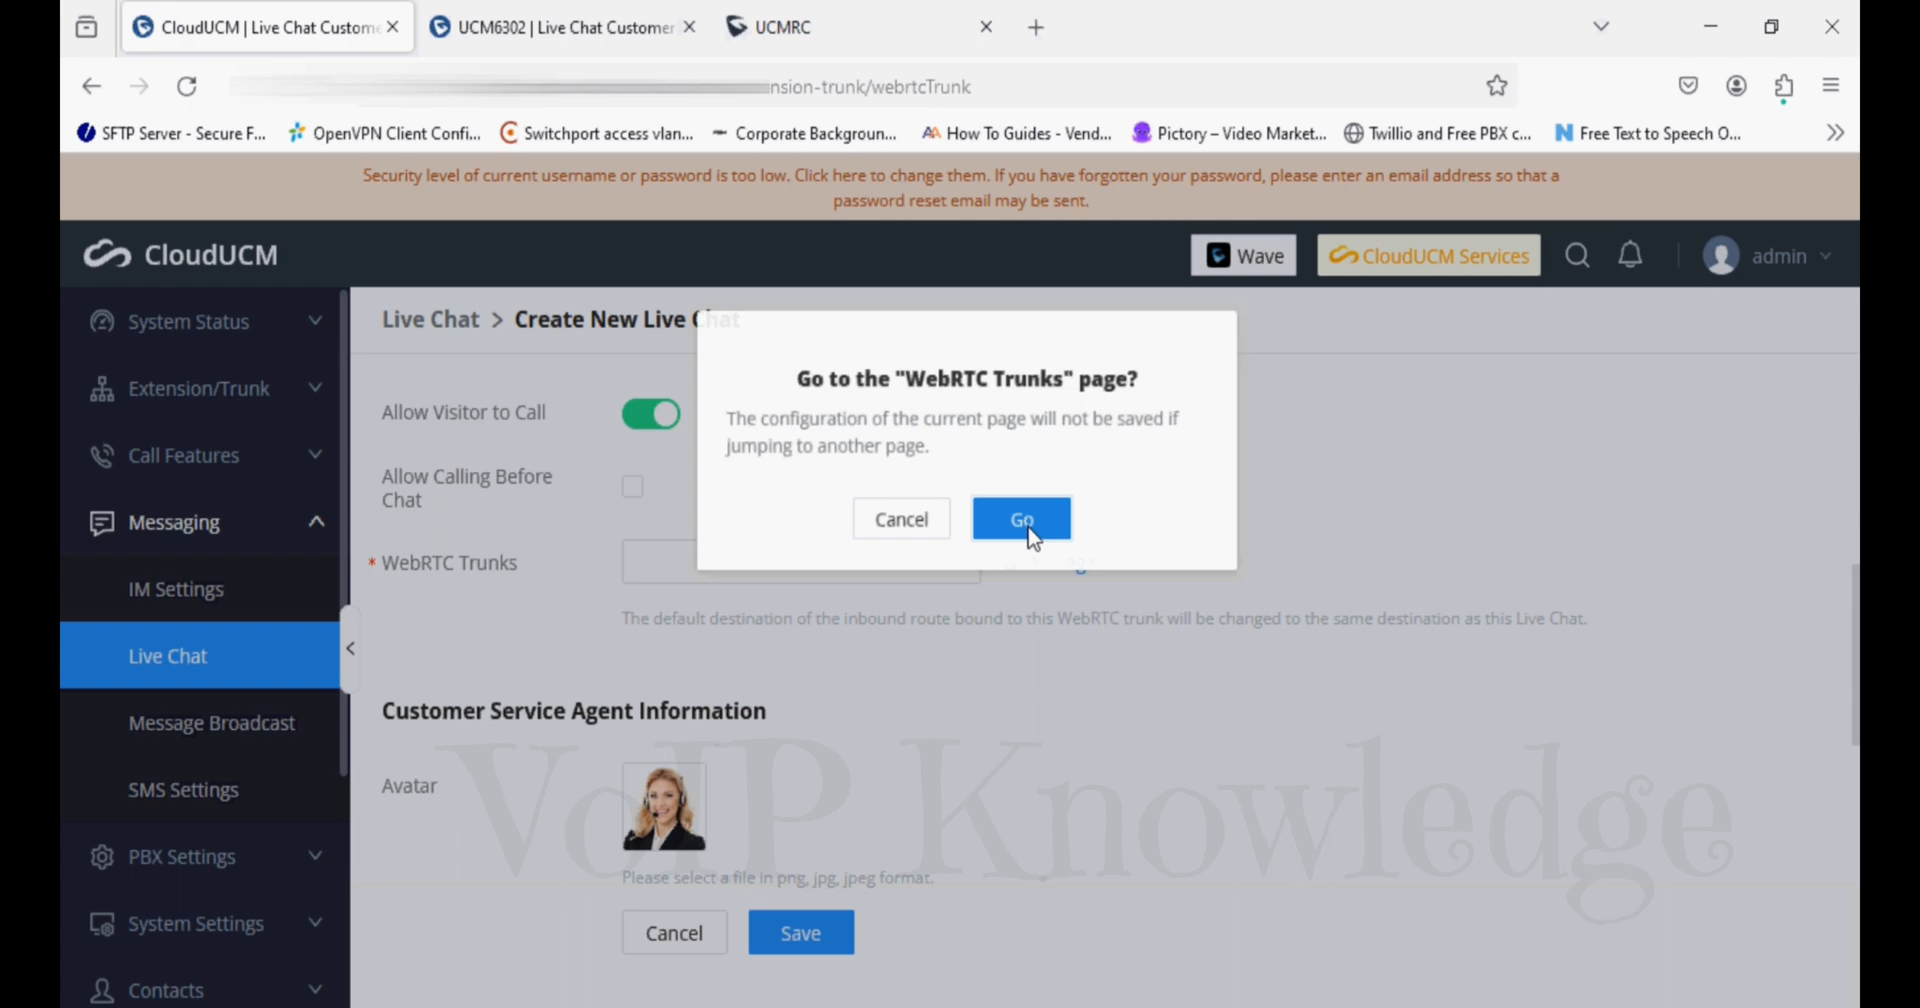 CloudUCM | Live Chat Custome
UCM6302 | Live Chat Customer
UCMRC
nsion-trunk/webrtcTrunk
SFTP Server - Secure F...
OpenVPN Client Confi...
Switchport access vlan...
Corporate Backgroun...
How To Guides - Vend...
Pictory – Video Market...
Twillio and Free PBX c...
Free Text to Speech O...
Security level of current username or password is too low. Click here to change them. If you have forgotten your password, please enter an email address so that a
password reset email may be sent.
CloudUCM
Wave
CloudUCM Services
admin
System Status
Extension/Trunk
Call Features
Messaging
IM Settings
Live Chat
Message Broadcast
SMS Settings
PBX Settings
System Settings
Contacts
Live Chat > Create New Live Chat
Allow Visitor to Call
Allow Calling Before
Chat
* WebRTC Trunks
The default destination of the inbound route bound to this WebRTC trunk will be changed to the same destination as this Live Chat.
Go to the "WebRTC Trunks" page?
The configuration of the current page will not be saved if
jumping to another page.
Cancel
Go
Customer Service Agent Information
Avatar
Please select a file in png, jpg, jpeg format.
Cancel
Save
VoIP Knowledge